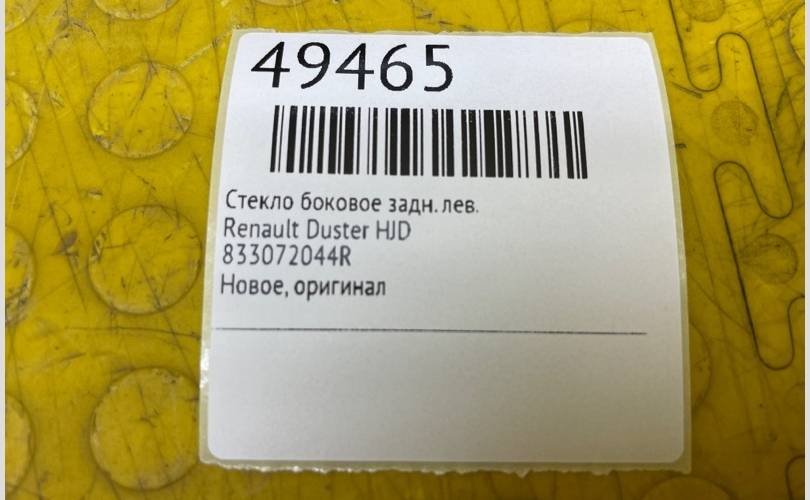 49465
Стекло боковое задн. лев.
Renault Duster HJD
833072044R
Новое, оригинал